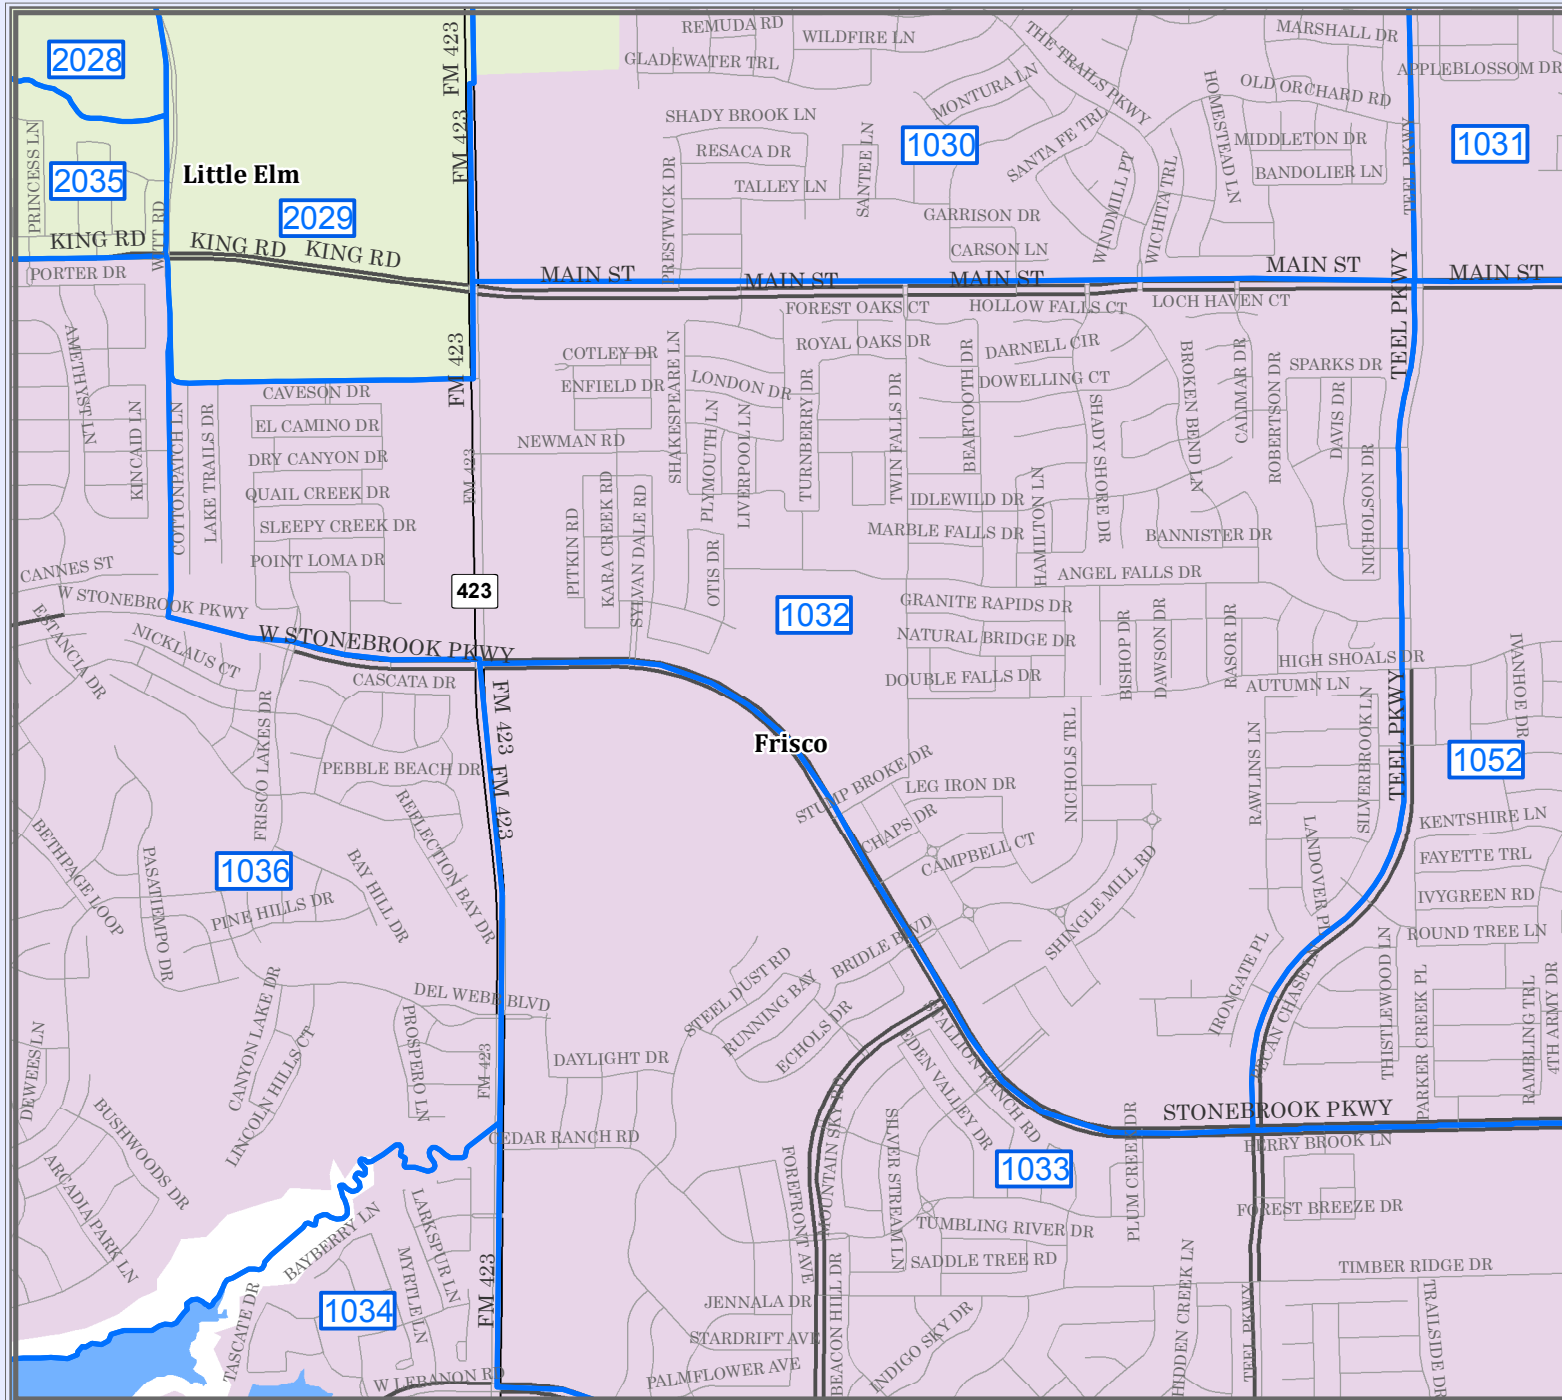 REMUDA RD
WILDFIRE LN
THE TRAILS PKWY
MARSHALL DR
2028
FM 423
GLADEWATER TRL
MONTURA LN
HOMESTEAD LN
OLD ORCHARD RD
APPLEBLOSSOM DR
PRINCESS LN
FM 423
SHADY BROOK LN
SANTEE LN
SANTA FE TRL
1030
MIDDLETON DR
TEEL PKWY
1031
RESACA DR
BANDOLIER LN
2035
Little Elm
TALLEY LN
WINDMILL PT
WICHITA TRL
2029
PRESTWICK DR
GARRISON DR
WITT RD
KING RD
KING RD
KING RD
CARSON LN
PORTER DR
MAIN ST
MAIN ST
MAIN ST
MAIN ST
MAIN ST
FOREST OAKS CT
HOLLOW FALLS CT
LOCH HAVEN CT
TEEL PKWY
AMETHYST LN
FM 423
COTLEY DR
SHAKESPEARE LN
ROYAL OAKS DR
DARNELL CIR
SPARKS DR
ENFIELD DR
LONDON DR
TURNBERRY DR
TWIN FALLS DR
BEARTOOTH DR
DOWELLING CT
BROKEN BEND LN
CALIMAR DR
ROBERTSON DR
DAVIS DR
CAVESON DR
KINCAID LN
COTTONPATCH LN
LAKE TRAILS DR
EL CAMINO DR
NEWMAN RD
PLYMOUTH LN
LIVERPOOL LN
SHADY SHORE DR
NICHOLSON DR
DRY CANYON DR
FM 423
QUAIL CREEK DR
IDLEWILD DR
HAMILTON LN
SLEEPY CREEK DR
PITKIN RD
KARA CREEK RD
SYLVAN DALE RD
MARBLE FALLS DR
BANNISTER DR
POINT LOMA DR
OTIS DR
CANNES ST
ANGEL FALLS DR
423
W STONEBROOK PKWY
1032
GRANITE RAPIDS DR
ESTANCIA DR
NICKLAUS CT
W STONEBROOK PKWY
NATURAL BRIDGE DR
BISHOP DR
DAWSON DR
RASOR DR
HIGH SHOALS DR
IVANHOE DR
CASCATA DR
DOUBLE FALLS DR
AUTUMN LN
FM 423
FRISCO LAKES DR
Frisco
NICHOLS TRL
RAWLINS LN
SILVERBROOK LN
TEEL PKWY
1052
PEBBLE BEACH DR
FM 423
STUMP BROKE DR
LEG IRON DR
REFLECTION BAY DR
CHAPS DR
KENTSHIRE LN
BETHPAGE LOOP
PASATIEMPO DR
1036
BAY HILL DR
CAMPBELL CT
LANDOVER PL
FAYETTE TRL
PINE HILLS DR
SHINGLE MILL RD
IVYGREEN RD
BRIDLE BLVD
ROUND TREE LN
STEEL DUST RD
IRONGATE PL
PECAN CHASE LN
THISTLEWOOD LN
PARKER CREEK PL
RAMBLING TRL
4TH ARMY DR
DEL WEBB BLVD
RUNNING BAY
ECHOLS DR
CANYON LAKE DR
LINCOLN HILLS CT
PROSPERO LN
FM 423
DAYLIGHT DR
EDEN VALLEY DR
STALLION RANCH RD
DEWEES LN
BUSHWOODS DR
STONEBROOK PKWY
CEDAR RANCH RD
MOUNTAIN SKY RD
SILVER STREAM LN
PLUM CREEK DR
BERRY BROOK LN
ARCADIA PARK LN
FOREFRONT AVE
1033
LARKSPUR LN
BAYBERRY LN
TUMBLING RIVER DR
FOREST BREEZE DR
MYRTLE LN
FM 423
SADDLE TREE RD
HIDDEN CREEK LN
TIMBER RIDGE DR
TASCATE DR
1034
JENNALA DR
BEACON HILL DR
INDIGO SKY DR
TEEL PKWY
TRAILSIDE DR
STARDRIFT AVE
W LEBANON RD
PALMFLOWER AVE